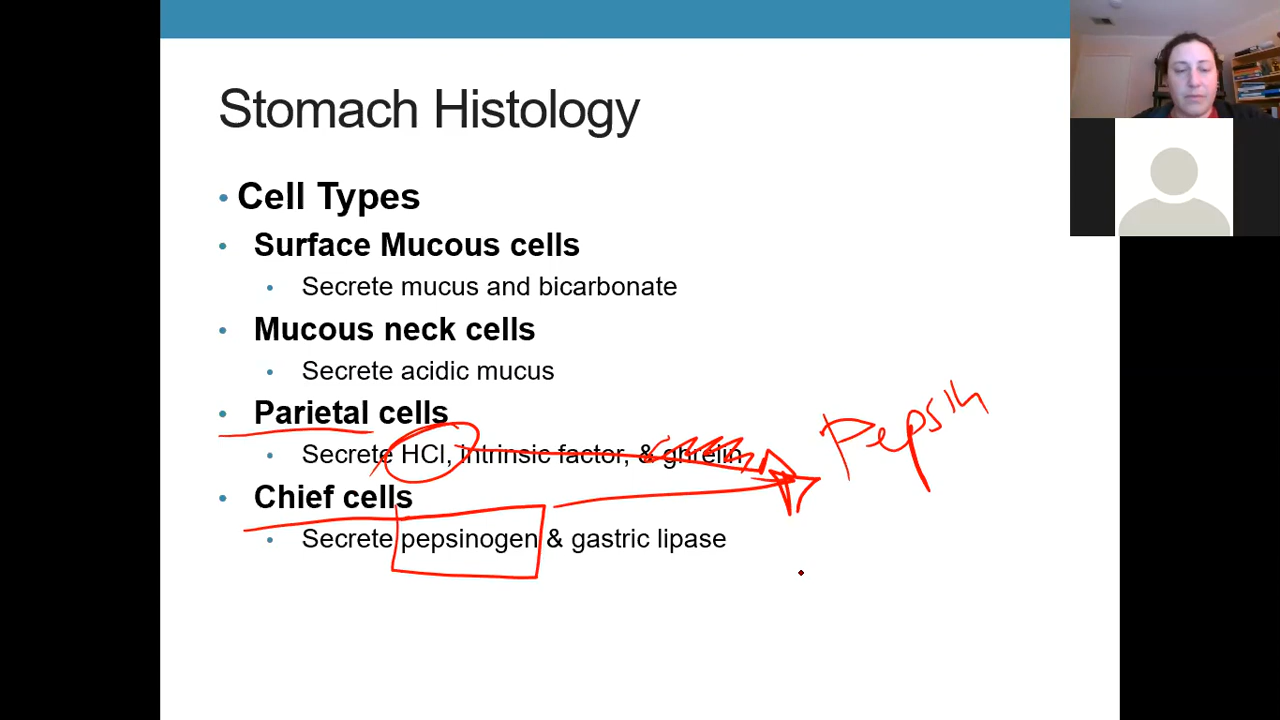 Stomach Histology
• Cell Types
• Surface Mucous cells
• Secrete mucus and bicarbonate
• Mucous neck cells
• Secrete acidic mucus
• Parietal cells
• Secrete HCl, intrinsic factor, & ghrelin
• Chief cells
• Secrete pepsinogen & gastric lipase
Pepsin